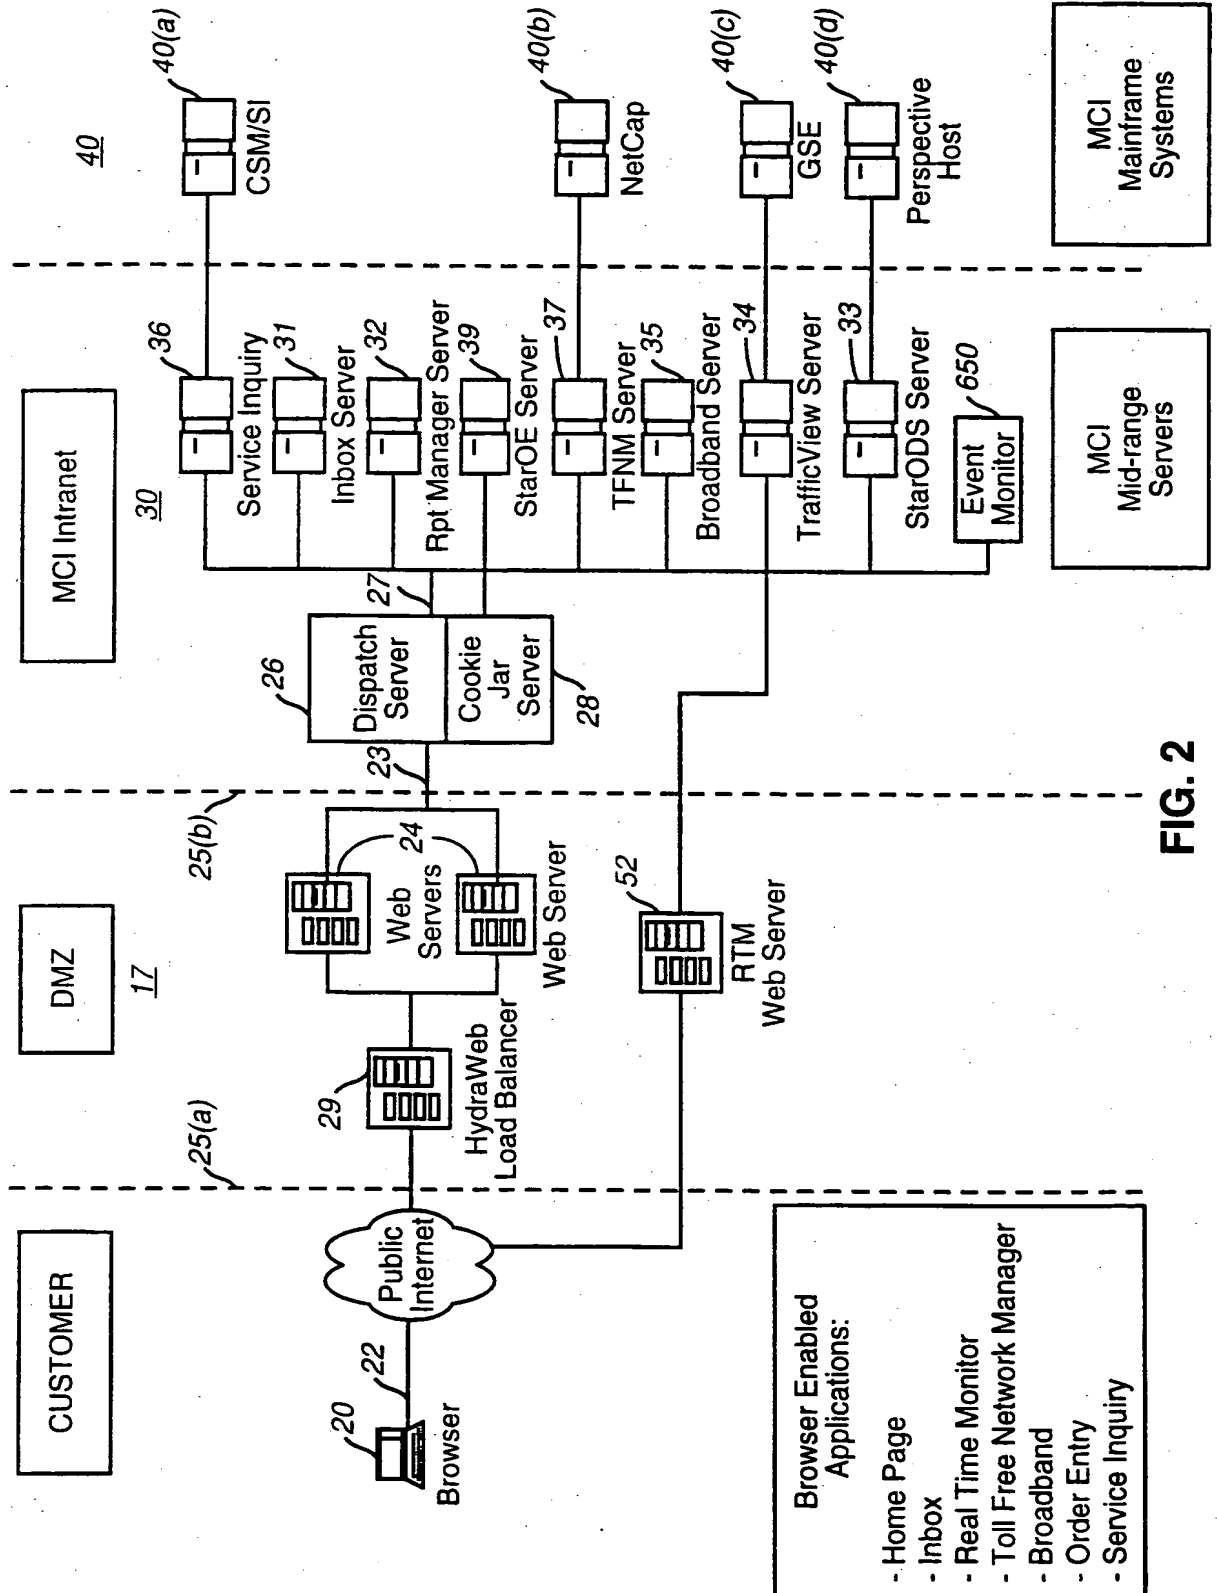 CUSTOMER
DMZ
17
MCI Intranet
30
40
25(a)
25(b)
20
22
Browser
Public
Internet
29
HydraWeb
Load Balancer
24
Web
Servers
Web Server
52
RTM
Web Server
23
26
Dispatch
Server
Cookie
Jar
Server
28
27
36
Service Inquiry
31
Inbox Server
32
Rpt Manager Server
39
StarOE Server
37
TFNM Server
35
Broadband Server
34
TrafficView Server
33
StarODS Server
650
Event
Monitor
40(a)
CSM/SI
40(b)
NetCap
40(c)
GSE
40(d)
Perspective
Host
Browser Enabled
Applications:
- Home Page
- Inbox
- Real Time Monitor
- Toll Free Network Manager
- Broadband
- Order Entry
- Service Inquiry
MCI
Mid-range
Servers
MCI
Mainframe
Systems
FIG. 2